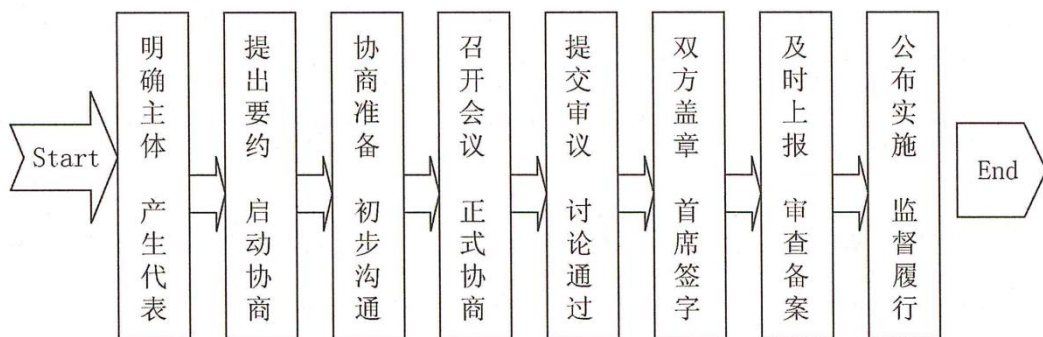 Start
明确主体 产生代表
提出要约 启动协商
协商准备 初步沟通
召开会议 正式协商
提交审议 讨论通过
双方盖章 首席签字
及时上报 审查备案
公布实施 监督履行
End